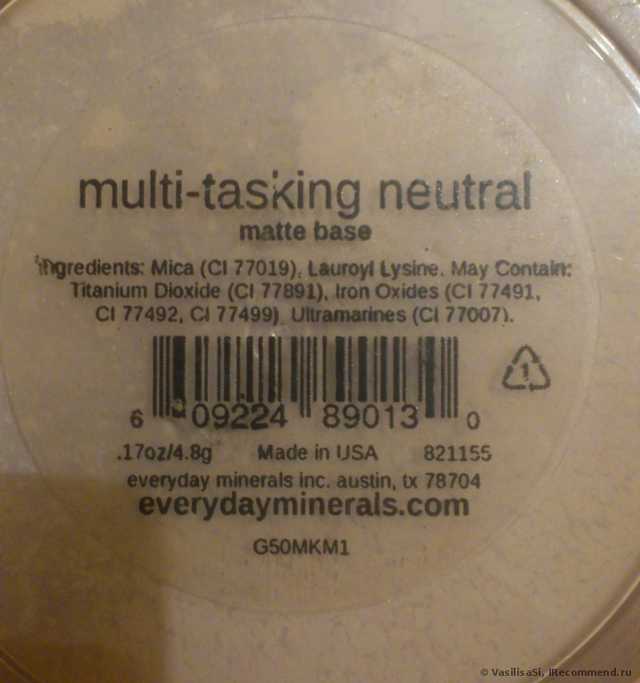 multi-tasking neutral
matte base
Ingredients: Mica (CI 77019), Lauroyl Lysine. May Contain:
Titanium Dioxide (CI 77891), Iron Oxides (CI 77491,
CI 77492, CI 77499), Ultramarines (CI 77007).
1
6 09224 89013 0
.17oz/4.8g Made in USA 821155
everyday minerals inc. austin, tx 78704
everydayminerals.com
G50MKM1
© VasilisaSi, IRecommend.ru